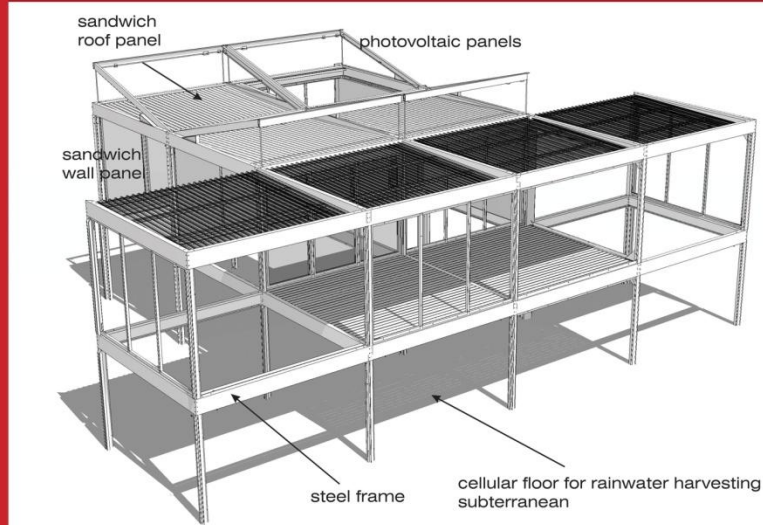 sandwich
roof panel
photovoltaic panels
sandwich
wall panel
steel frame
cellular floor for rainwater harvesting
subterranean